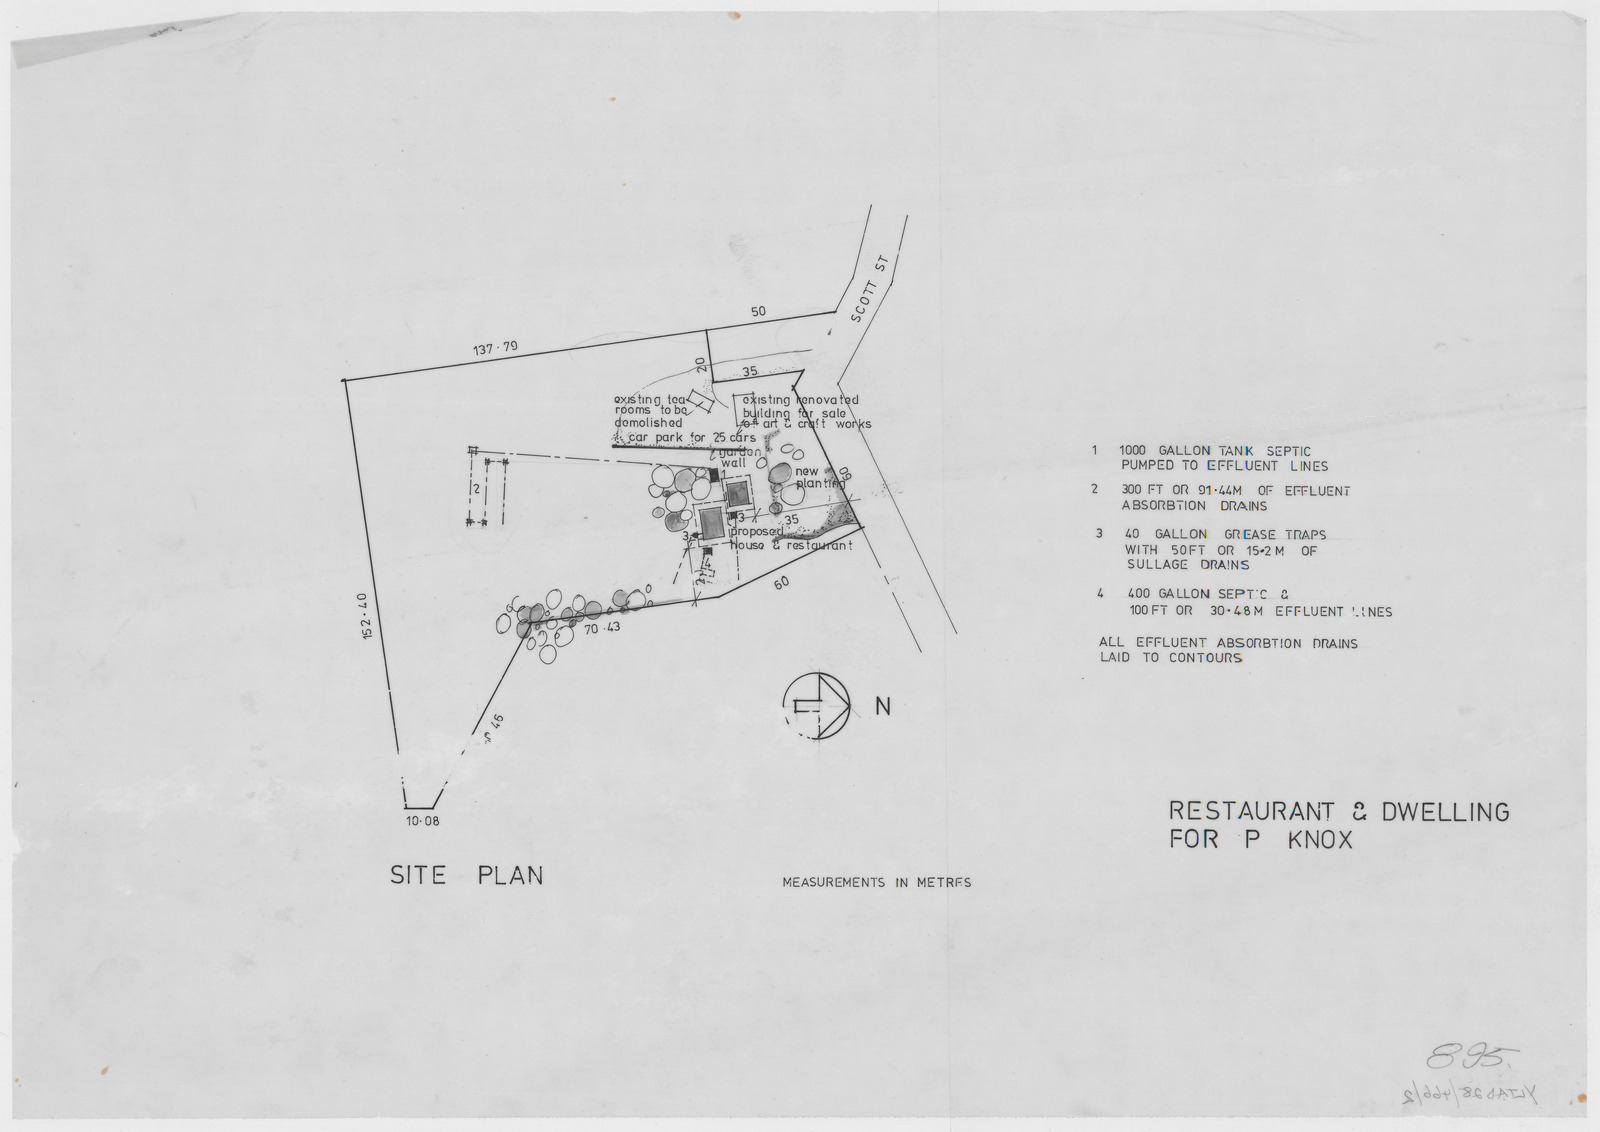 SCOTT ST
50
137·79
20
35
existing tea
rooms to be
demolished
existing renovated
building for sale
of art & craft works
car park for 25 cars
garden
wall
new
planting
60
2
1
3
35
3
proposed
house & restaurant
4
60
70·43
152·40
46
10·08
N
SITE PLAN
MEASUREMENTS IN METRES
1 1000 GALLON TANK SEPTIC
PUMPED TO EFFLUENT LINES
2 300 FT OR 91·44M OF EFFLUENT
ABSORBTION DRAINS
3 40 GALLON GREASE TRAPS
WITH 50FT OR 15·2M OF
SULLAGE DRAINS
4 400 GALLON SEPTIC &
100FT OR 30·48M EFFLUENT LINES
ALL EFFLUENT ABSORBTION DRAINS
LAID TO CONTOURS
RESTAURANT & DWELLING
FOR P KNOX
895.